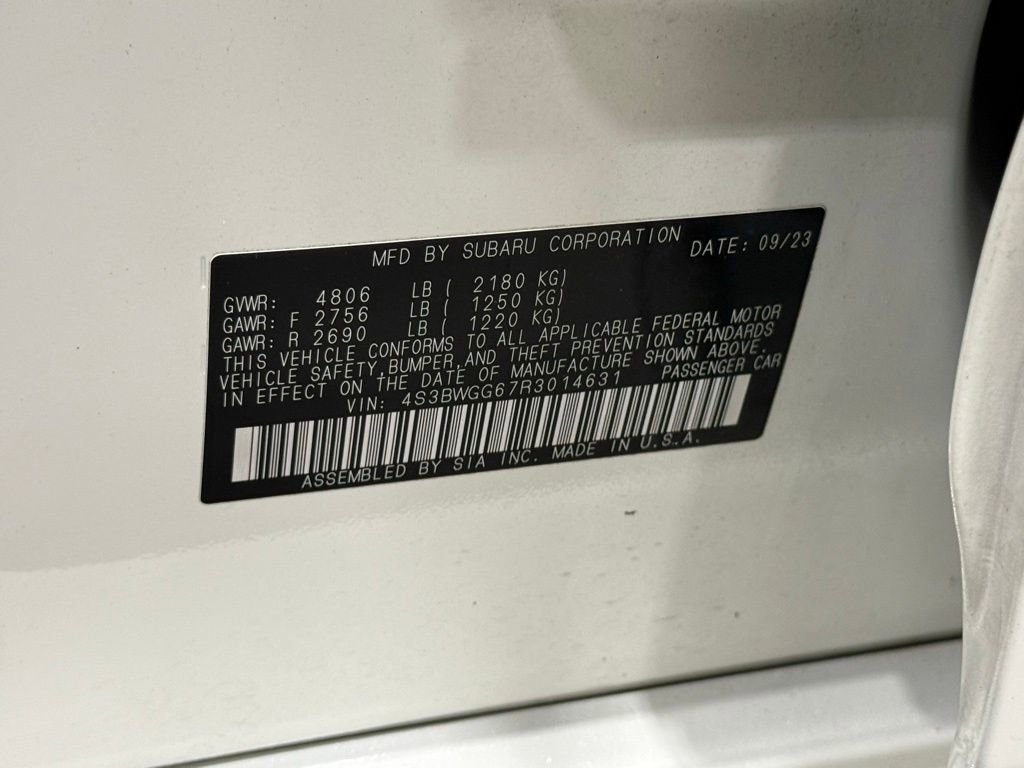 MFD BY SUBARU CORPORATION DATE: 09/23
GVWR: 4806 LB ( 2180 KG)
GAWR: F 2756 LB ( 1250 KG)
GAWR: R 2690 LB ( 1220 KG)
THIS VEHICLE CONFORMS TO ALL APPLICABLE FEDERAL MOTOR
VEHICLE SAFETY,BUMPER,AND THEFT PREVENTION STANDARDS
IN EFFECT ON THE DATE OF MANUFACTURE SHOWN ABOVE.
VIN: 4S3BWGG67R3014631 PASSENGER CAR
ASSEMBLED BY SIA INC. MADE IN U.S.A.